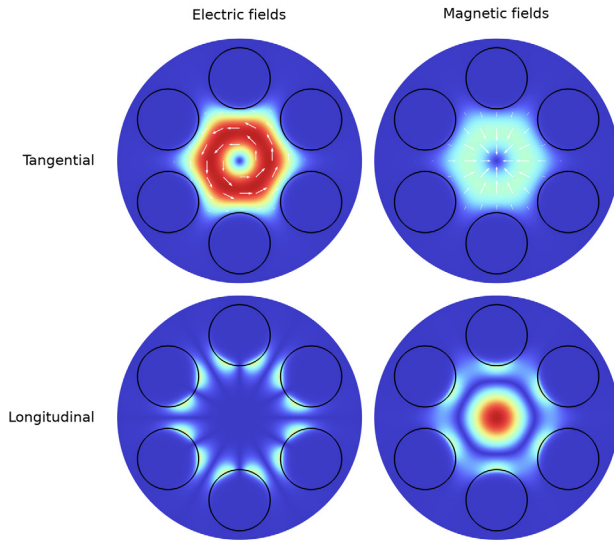 Electric fields
Magnetic fields
Tangential
Longitudinal